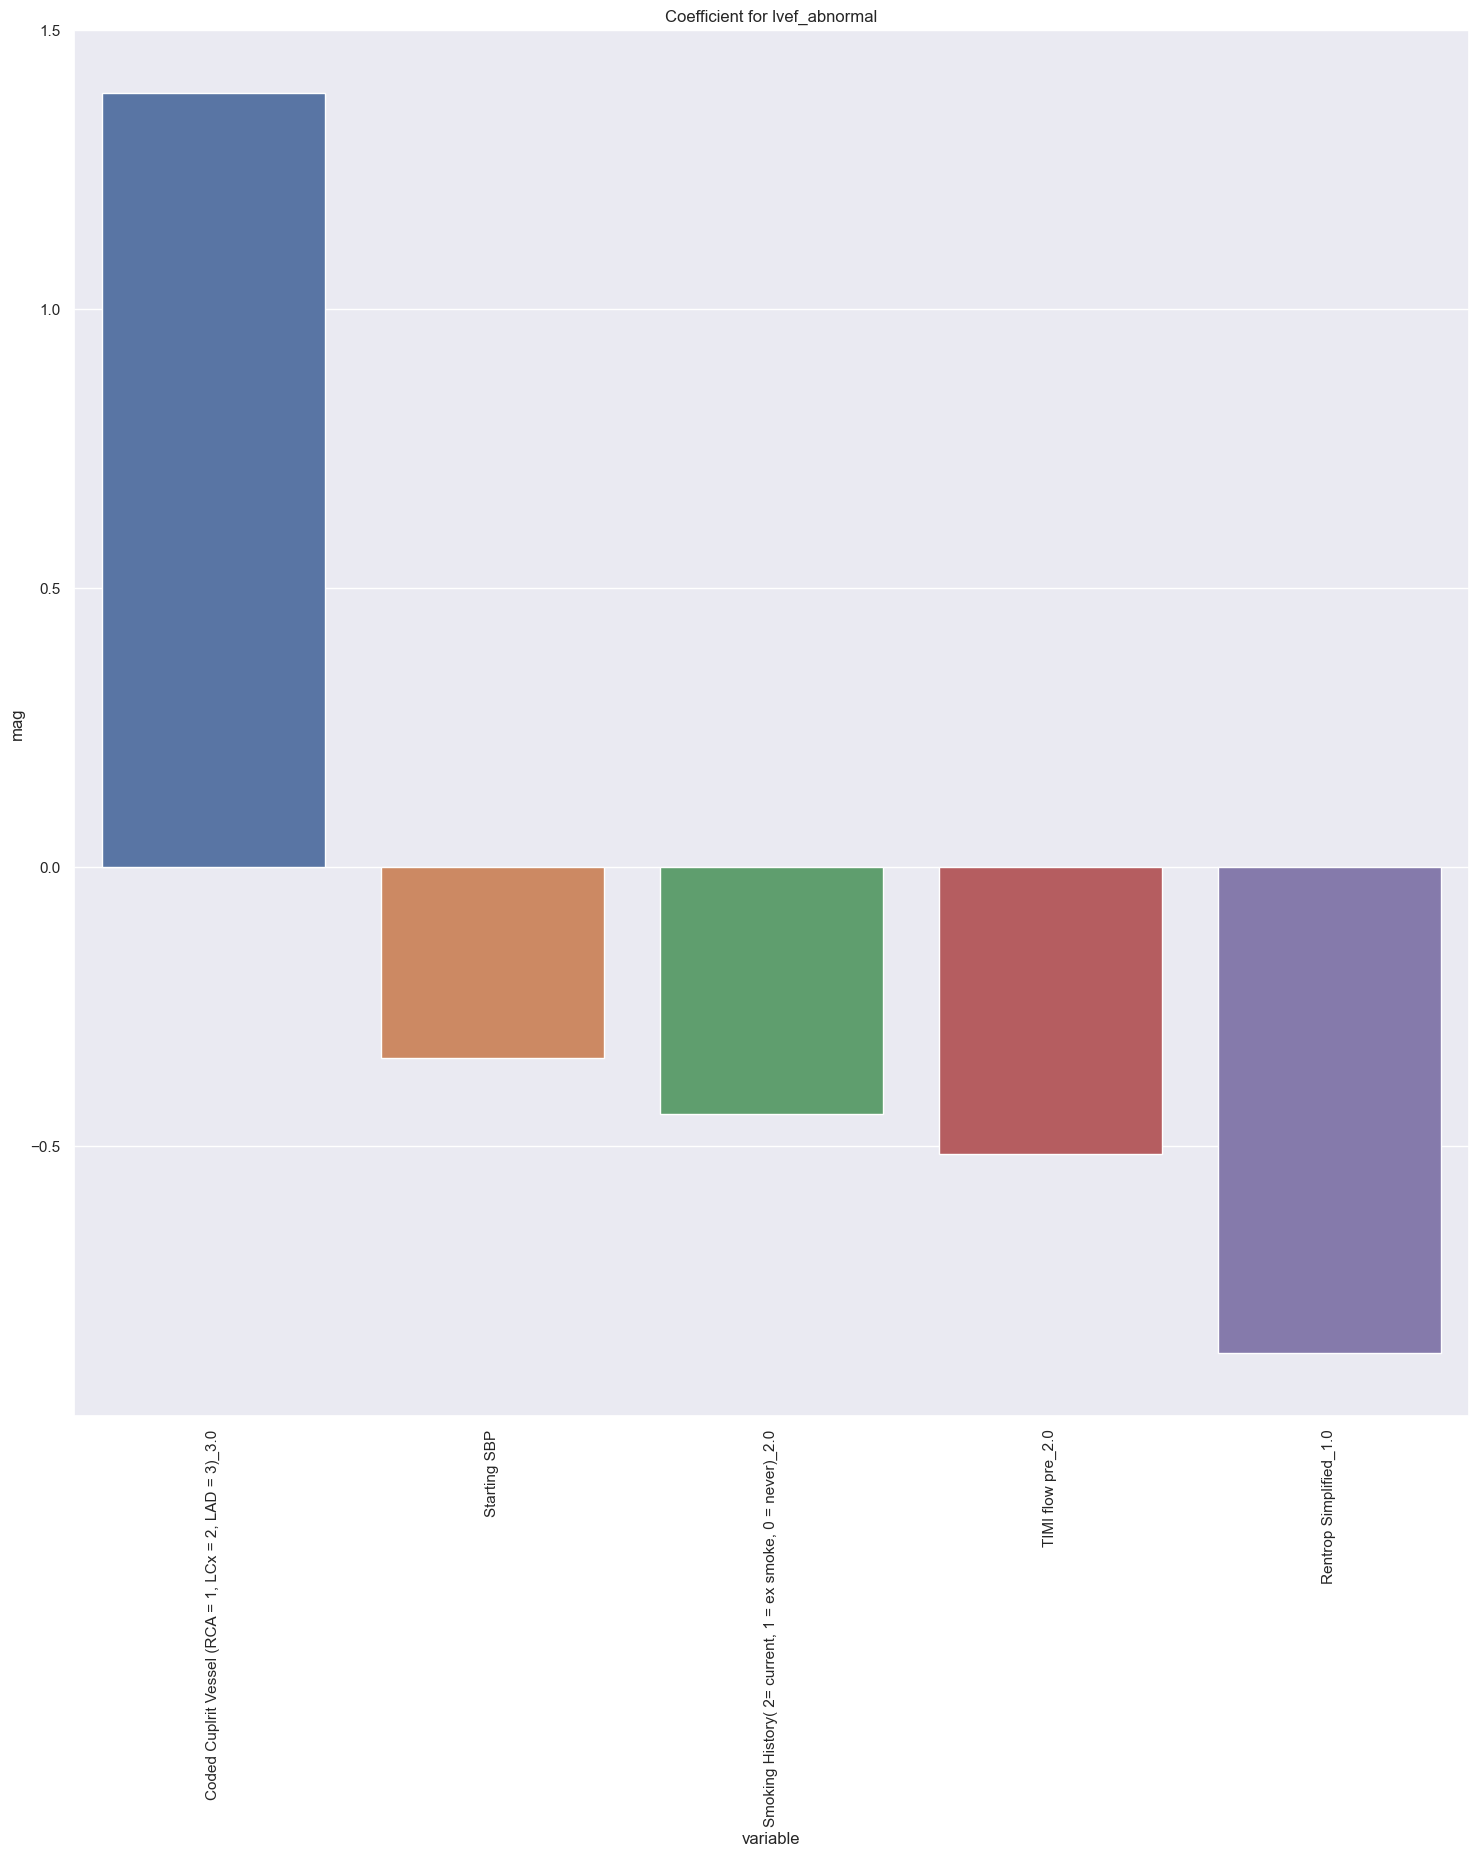 Coefficient for lvef_abnormal
1.5
1.0
0.5
0.0
−0.5
mag
Coded Cuplrit Vessel (RCA = 1, LCx = 2, LAD = 3)_3.0
Starting SBP
Smoking History( 2= current, 1 = ex smoke, 0 = never)_2.0
TIMI flow pre_2.0
Rentrop Simplified_1.0
variable